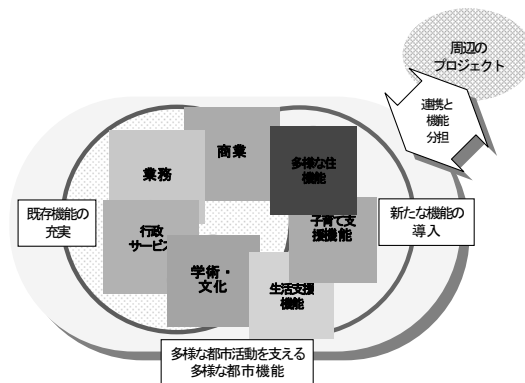 周辺の
プロジェクト
連携と
機能
分担
商業
業務
多様な住
機能
既存機能の
充実
行政
サービス
子育て支
援機能
新たな機能の
導入
学術・
文化
生活支援
機能
多様な都市活動を支える
多様な都市機能